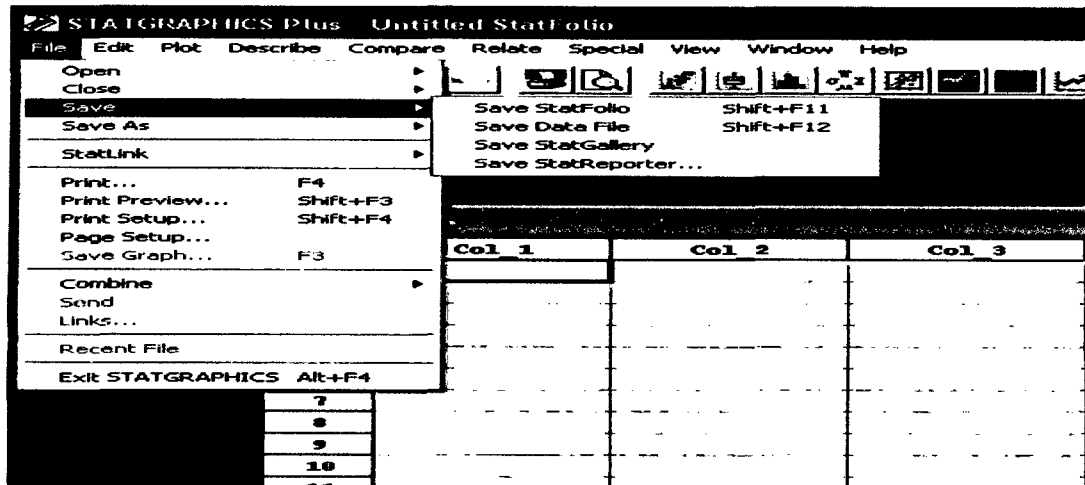 STATGRAPHICS Plus Untitled StatFolio
File Edit Plot Describe Compare Relate Special View Window Help
Open
Close
Save
Save As
StatLink
Print... F4
Print Preview... Shift+F3
Print Setup... Shift+F4
Page Setup...
Save Graph... F3
Combine
Send
Links...
Recent File
Exit STATGRAPHICS Alt+F4
Save StatFolio Shift+F11
Save Data File Shift+F12
Save StatGallery
Save StatReporter...
Col_1 Col_2 Col_3
7
8
9
10